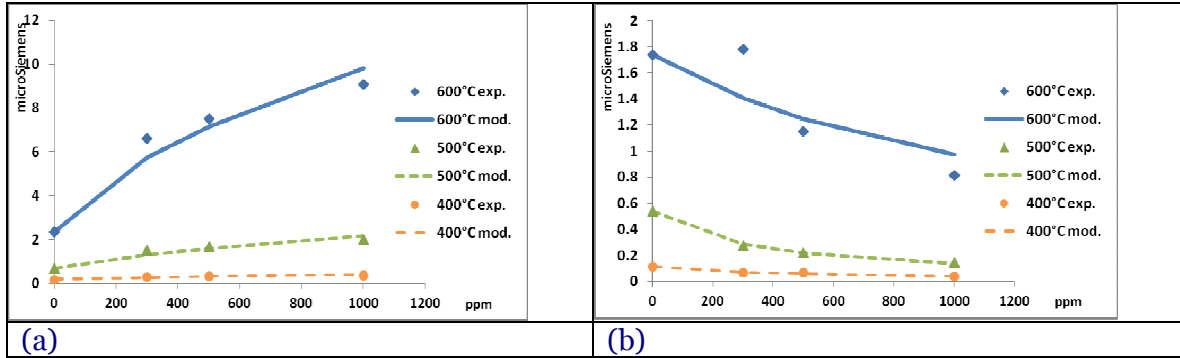 12
10
8
6
4
2
0
microSiemens
0 200 400 600 800 1000 1200 ppm
600°C exp.
600°C mod.
500°C exp.
500°C mod.
400°C exp.
400°C mod.
(a)
2
1.8
1.6
1.4
1.2
1
0.8
0.6
0.4
0.2
0
microSiemens
0 200 400 600 800 1000 1200 ppm
600°C exp.
600°C mod.
500°C exp.
500°C mod.
400°C exp.
400°C mod.
(b)